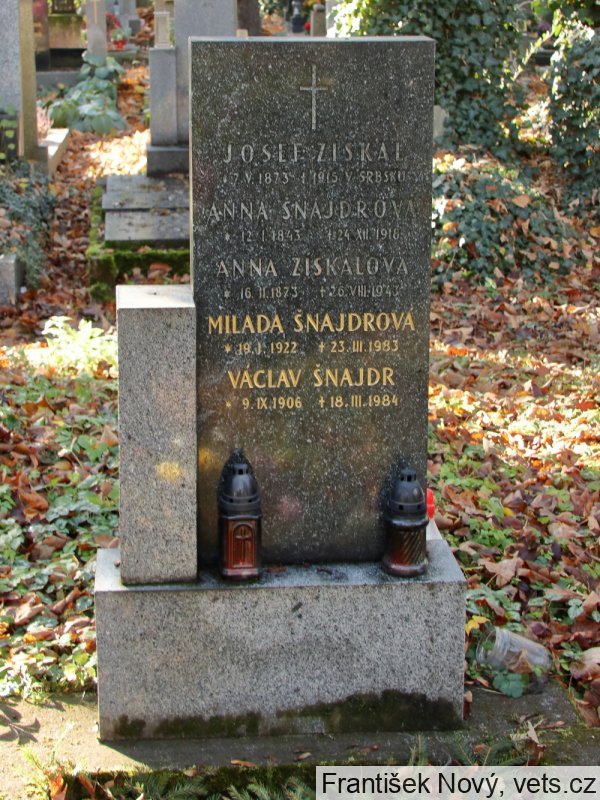 JOSEF ZISKAL
* 7.V. 1873 † 1915 V SRBSKU
ANNA ŠNAJDROVÁ
* 12.I. 1843 † 24.XII. 1918
ANNA ZISKALOVÁ
* 16.II. 1873 † 26.VIII. 1943
MILADA ŠNAJDROVÁ
* 19.I. 1922 † 23.III. 1983
VÁCLAV ŠNAJDR
* 9.IX. 1906 † 18.III. 1984
František Nový, vets.cz